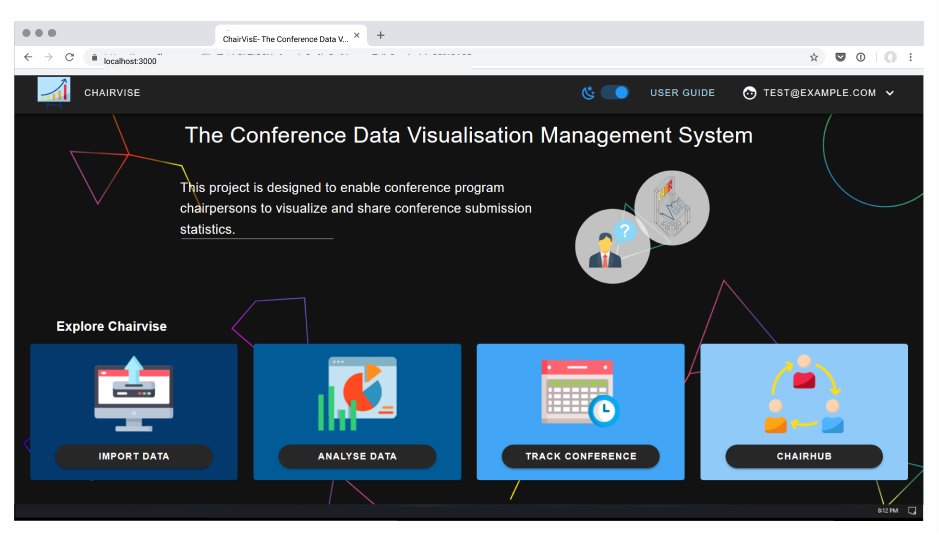 ChairVisE- The Conference Data V...
localhost:3000
CHAIRVISE
USER GUIDE
TEST@EXAMPLE.COM
The Conference Data Visualisation Management System
This project is designed to enable conference program
chairpersons to visualize and share conference submission
statistics.
?
Explore Chairvise
IMPORT DATA
ANALYSE DATA
TRACK CONFERENCE
CHAIRHUB
8:12 PM